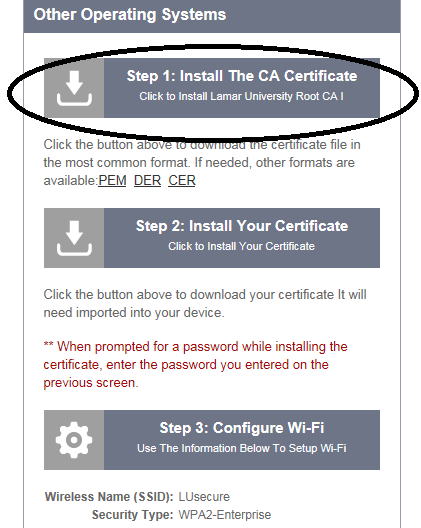 Other Operating Systems
Step 1: Install The CA Certificate
Click to Install Lamar University Root CA I
Click the button above to download the certificate file in
the most common format. If needed, other formats are
available:PEM DER CER
Step 2: Install Your Certificate
Click to Install Your Certificate
Click the button above to download your certificate It will
need imported into your device.
** When prompted for a password while installing the
certificate, enter the password you entered on the
previous screen.
Step 3: Configure Wi-Fi
Use The Information Below To Setup Wi-Fi
Wireless Name (SSID): LUsecure
Security Type: WPA2-Enterprise